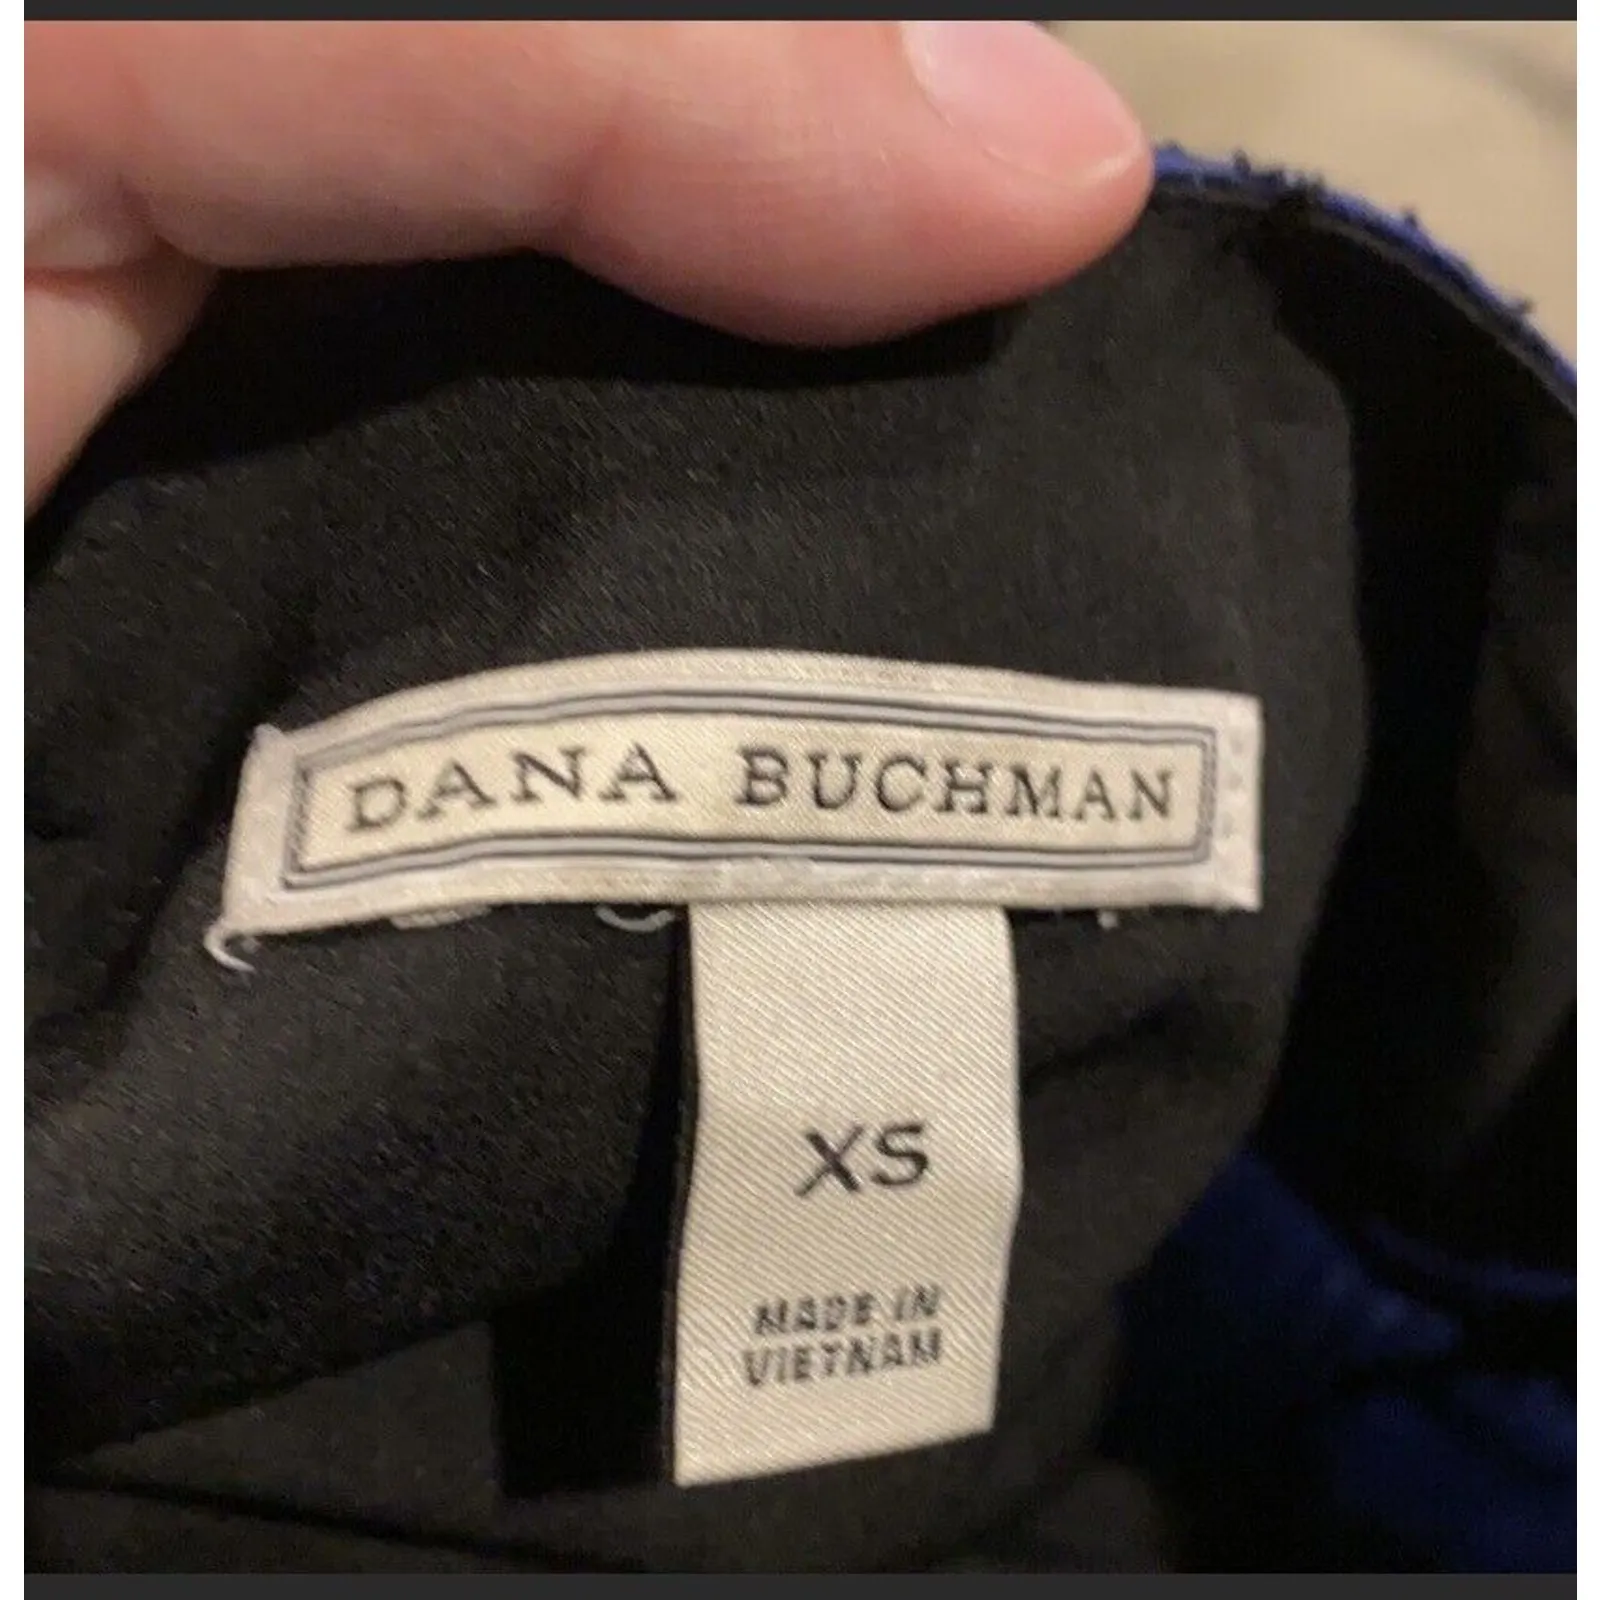 DANA BUCHMAN
XS
MADE IN
VIETNAM